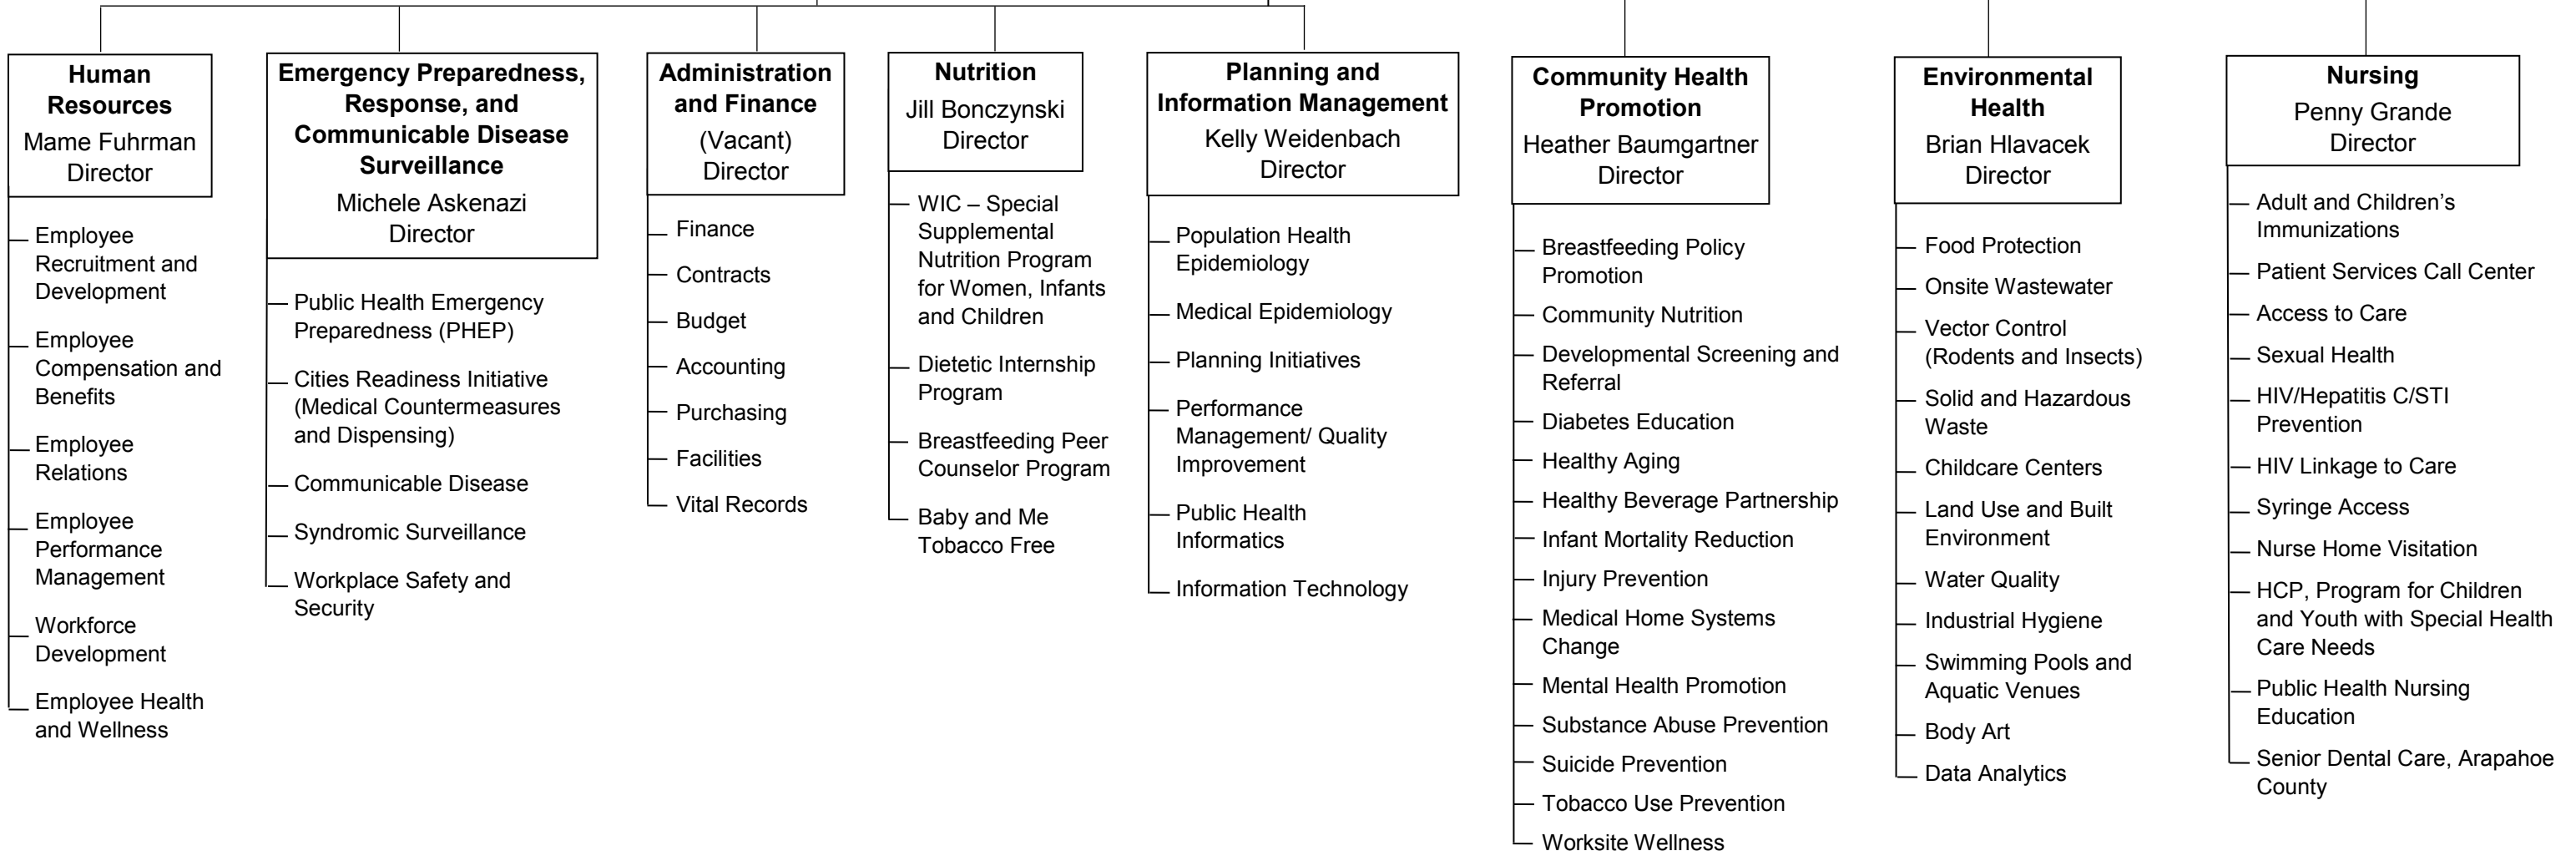 Human
Resources
Mame Fuhrman
Director
Employee
Recruitment and
Development
Employee
Compensation and
Benefits
Employee
Relations
Employee
Performance
Management
Workforce
Development
Employee Health
and Wellness
Emergency Preparedness,
Response, and
Communicable Disease
Surveillance
Michele Askenazi
Director
Public Health Emergency
Preparedness (PHEP)
Cities Readiness Initiative
(Medical Countermeasures
and Dispensing)
Communicable Disease
Syndromic Surveillance
Workplace Safety and
Security
Administration
and Finance
(Vacant)
Director
Finance
Contracts
Budget
Accounting
Purchasing
Facilities
Vital Records
Nutrition
Jill Bonczynski
Director
WIC – Special
Supplemental
Nutrition Program
for Women, Infants
and Children
Dietetic Internship
Program
Breastfeeding Peer
Counselor Program
Baby and Me
Tobacco Free
Planning and
Information Management
Kelly Weidenbach
Director
Population Health
Epidemiology
Medical Epidemiology
Planning Initiatives
Performance
Management/ Quality
Improvement
Public Health
Informatics
Information Technology
Community Health
Promotion
Heather Baumgartner
Director
Breastfeeding Policy
Promotion
Community Nutrition
Developmental Screening and
Referral
Diabetes Education
Healthy Aging
Healthy Beverage Partnership
Infant Mortality Reduction
Injury Prevention
Medical Home Systems
Change
Mental Health Promotion
Substance Abuse Prevention
Suicide Prevention
Tobacco Use Prevention
Worksite Wellness
Environmental
Health
Brian Hlavacek
Director
Food Protection
Onsite Wastewater
Vector Control
(Rodents and Insects)
Solid and Hazardous
Waste
Childcare Centers
Land Use and Built
Environment
Water Quality
Industrial Hygiene
Swimming Pools and
Aquatic Venues
Body Art
Data Analytics
Nursing
Penny Grande
Director
Adult and Children’s
Immunizations
Patient Services Call Center
Access to Care
Sexual Health
HIV/Hepatitis C/STI
Prevention
HIV Linkage to Care
Syringe Access
Nurse Home Visitation
HCP, Program for Children
and Youth with Special Health
Care Needs
Public Health Nursing
Education
Senior Dental Care, Arapahoe
County